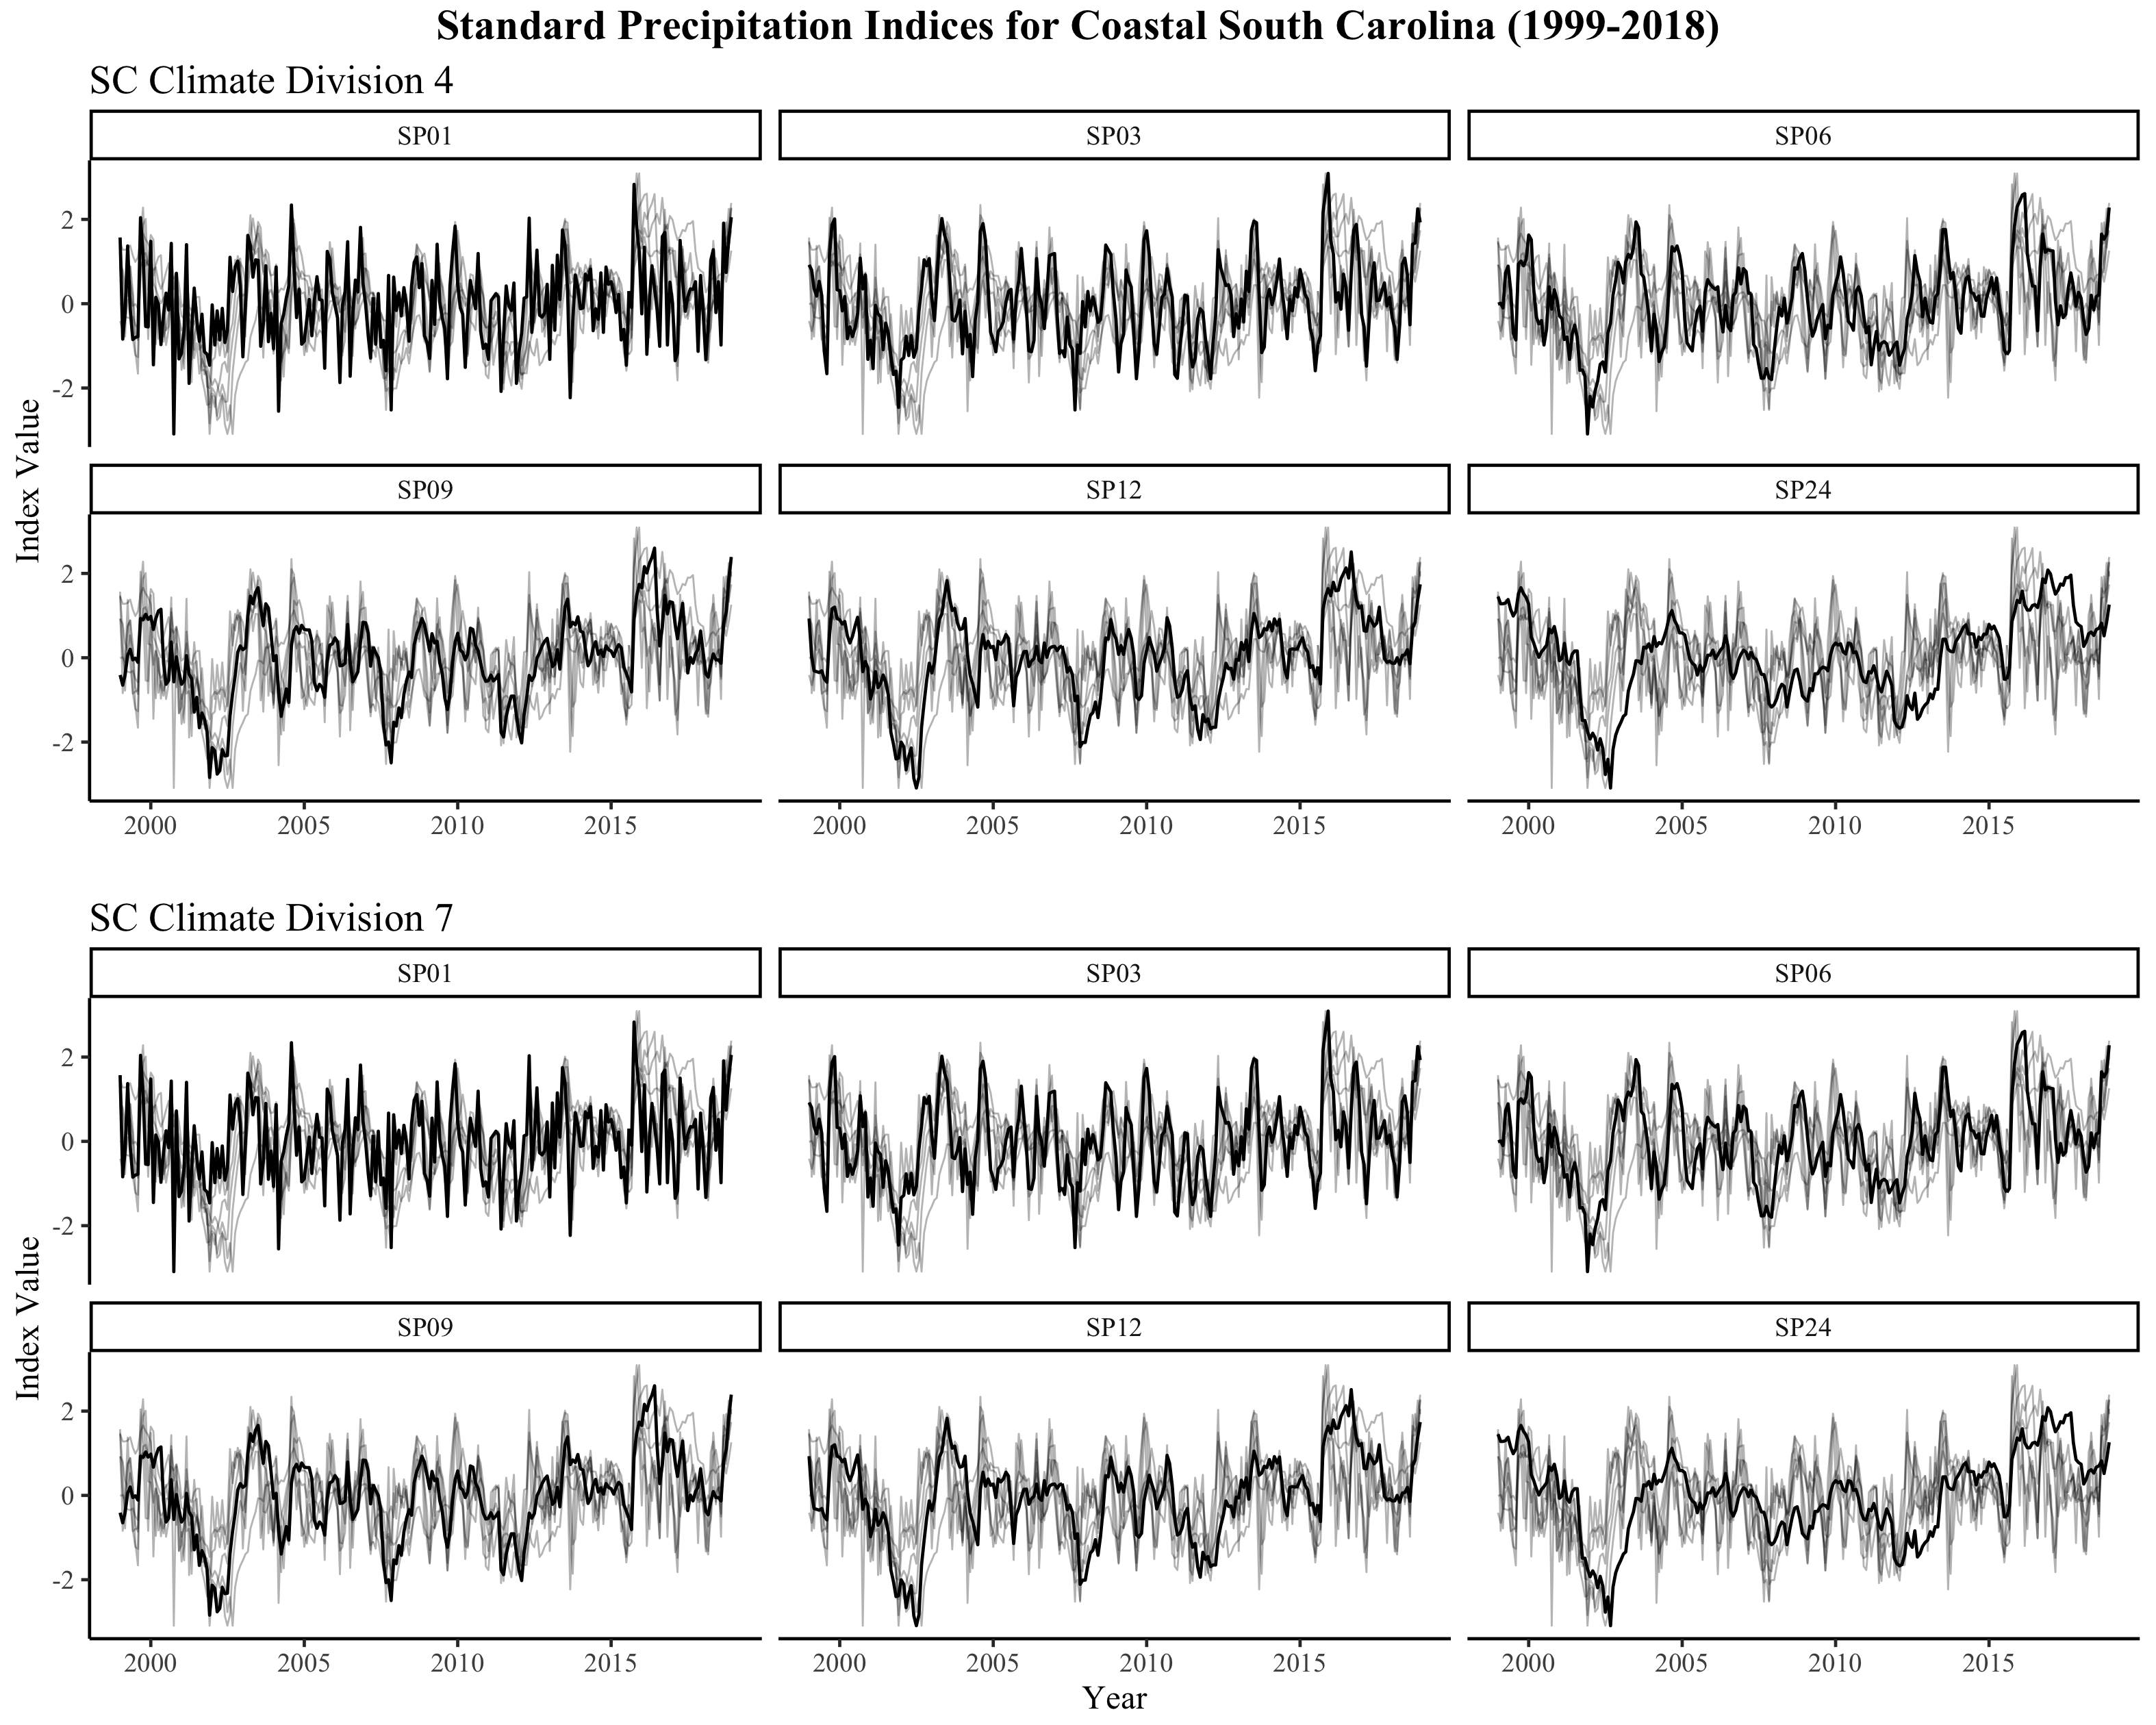 Standard Precipitation Indices for Coastal South Carolina (1999-2018)
SC Climate Division 4
SP01
SP03
SP06
2
0
-2
Index Value
SP09
SP12
SP24
2
0
-2
2000 2005 2010 2015
2000 2005 2010 2015
2000 2005 2010 2015
SC Climate Division 7
SP01
SP03
SP06
2
0
-2
Index Value
SP09
SP12
SP24
2
0
-2
2000 2005 2010 2015
2000 2005 2010 2015
2000 2005 2010 2015
Year